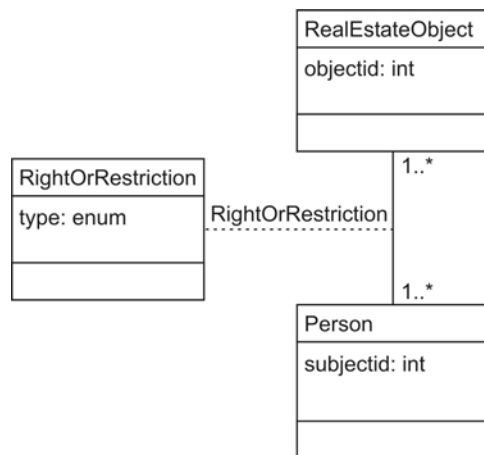 RealEstateObject
objectid: int
1..*
RightOrRestriction
type: enum
RightOrRestriction
1..*
Person
subjectid: int